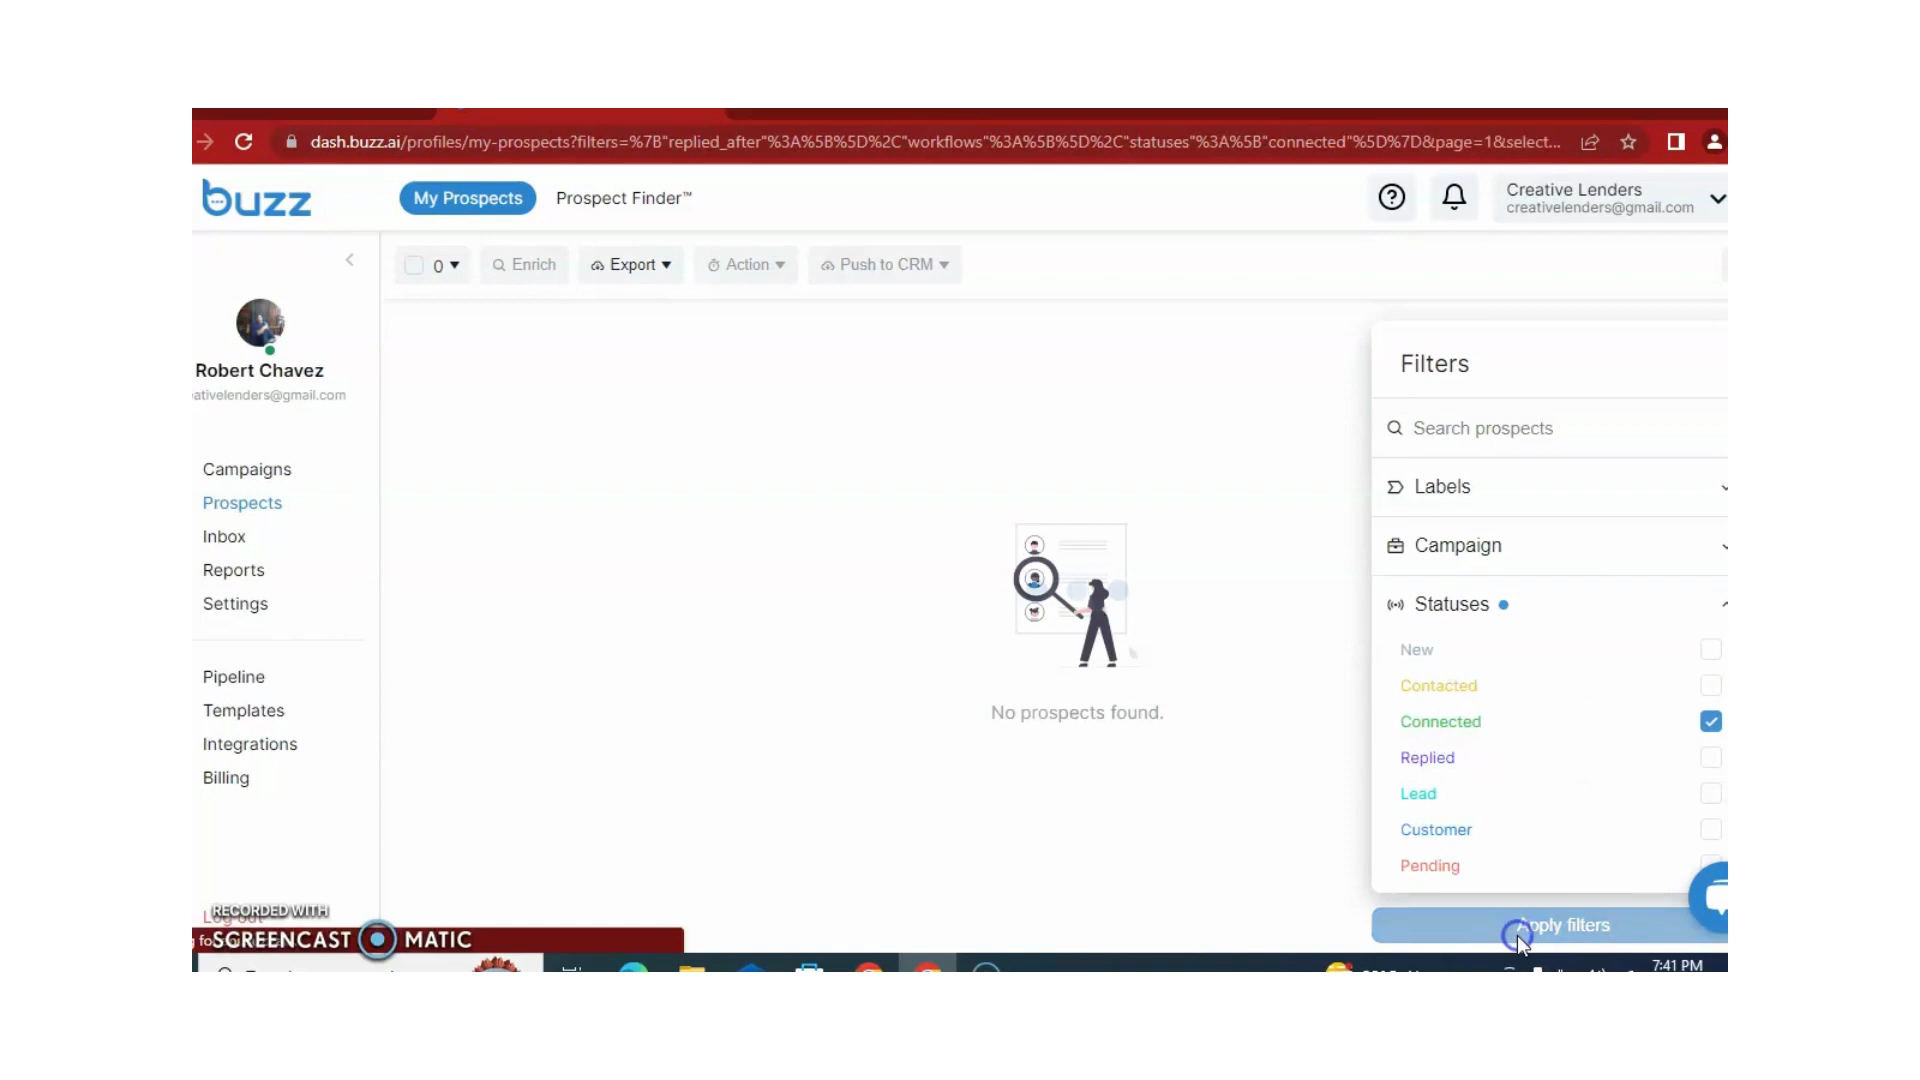 dash.buzz.ai/profiles/my-prospects?filters=%7B"replied_after"%3A%5B%5D%2C"workflows"%3A%5B%5D%2C"statuses"%3A%5B"connected"%5D%7D&page=1&select...
buzz
My Prospects
Prospect Finder™
Creative Lenders
creativelenders@gmail.com
0
Enrich
Export
Action
Push to CRM
Robert Chavez
ativelenders@gmail.com
Campaigns
Prospects
Inbox
Reports
Settings
Pipeline
Templates
Integrations
Billing
Log out
No prospects found.
Filters
Search prospects
Labels
Campaign
Statuses
New
Contacted
Connected
Replied
Lead
Customer
Pending
Apply filters
RECORDED WITH
SCREENCAST MATIC
7:41 PM